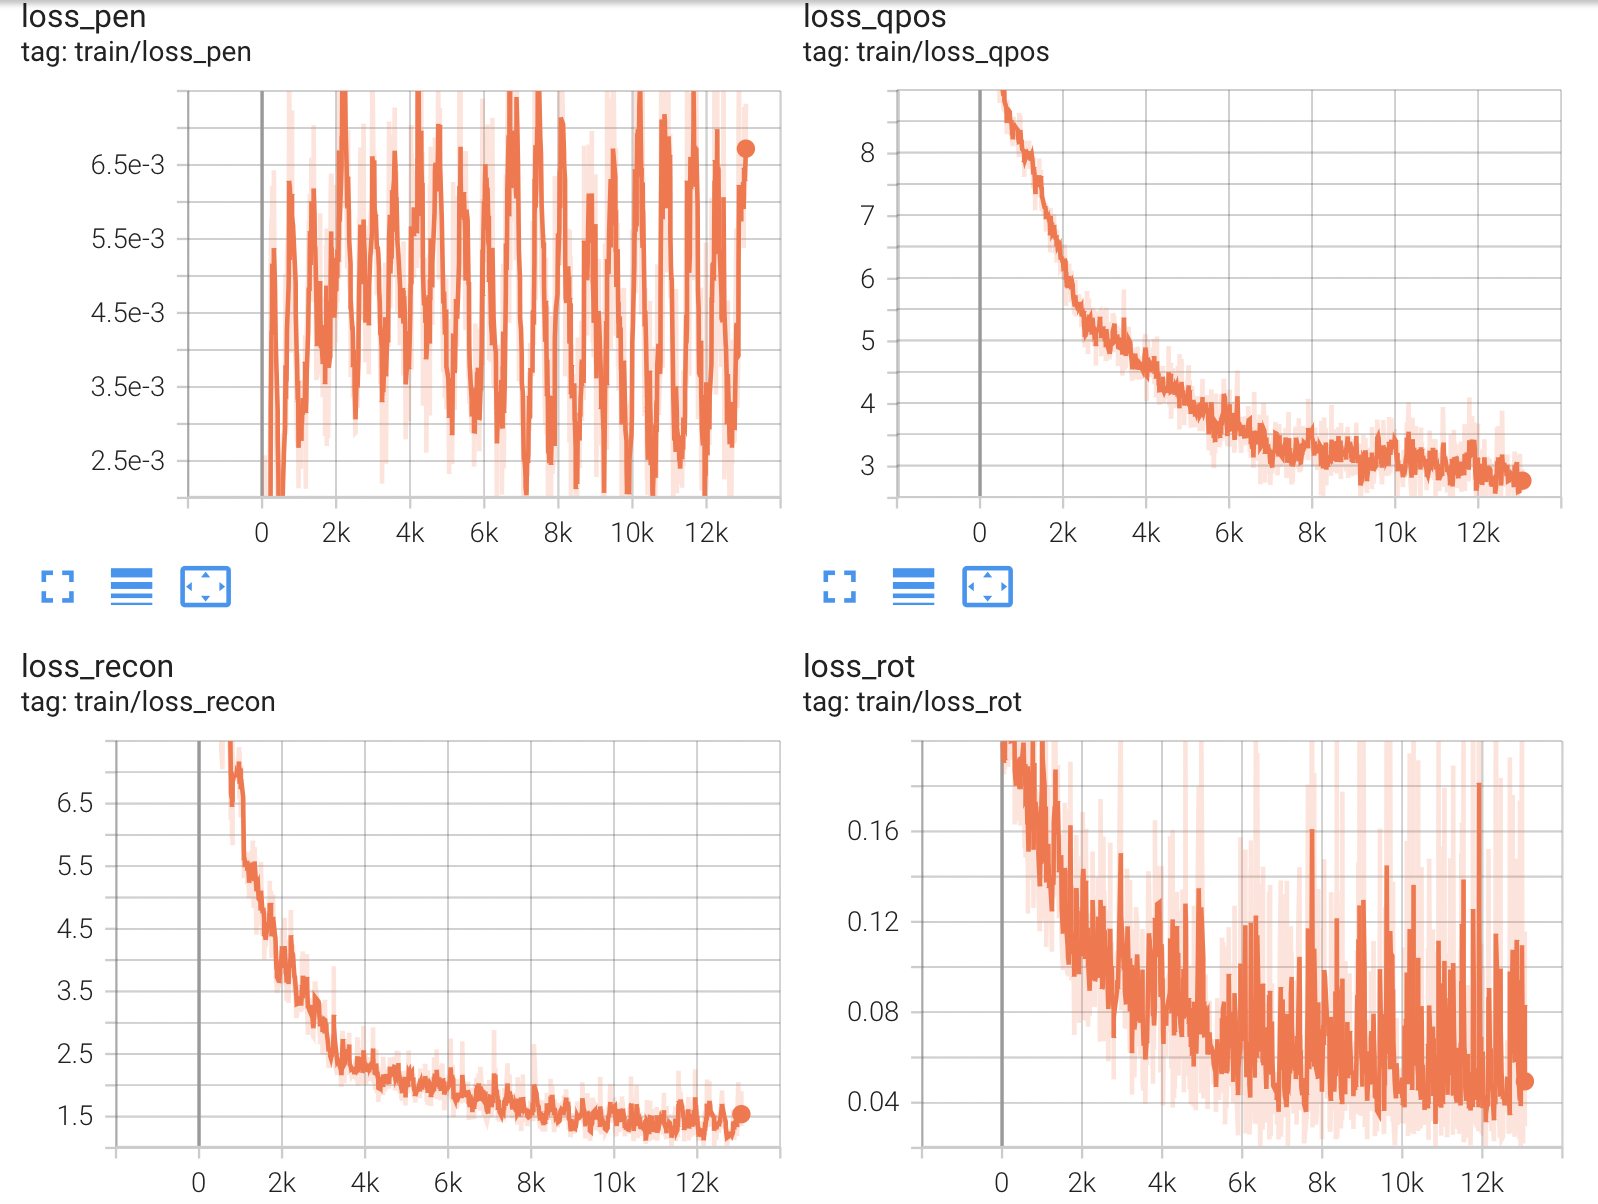 loss_pen
tag: train/loss_pen
6.5e-3
5.5e-3
4.5e-3
3.5e-3
2.5e-3
0 2k 4k 6k 8k 10k 12k
loss_qpos
tag: train/loss_qpos
8
7
6
5
4
3
0 2k 4k 6k 8k 10k 12k
loss_recon
tag: train/loss_recon
6.5
5.5
4.5
3.5
2.5
1.5
0 2k 4k 6k 8k 10k 12k
loss_rot
tag: train/loss_rot
0.16
0.12
0.08
0.04
0 2k 4k 6k 8k 10k 12k